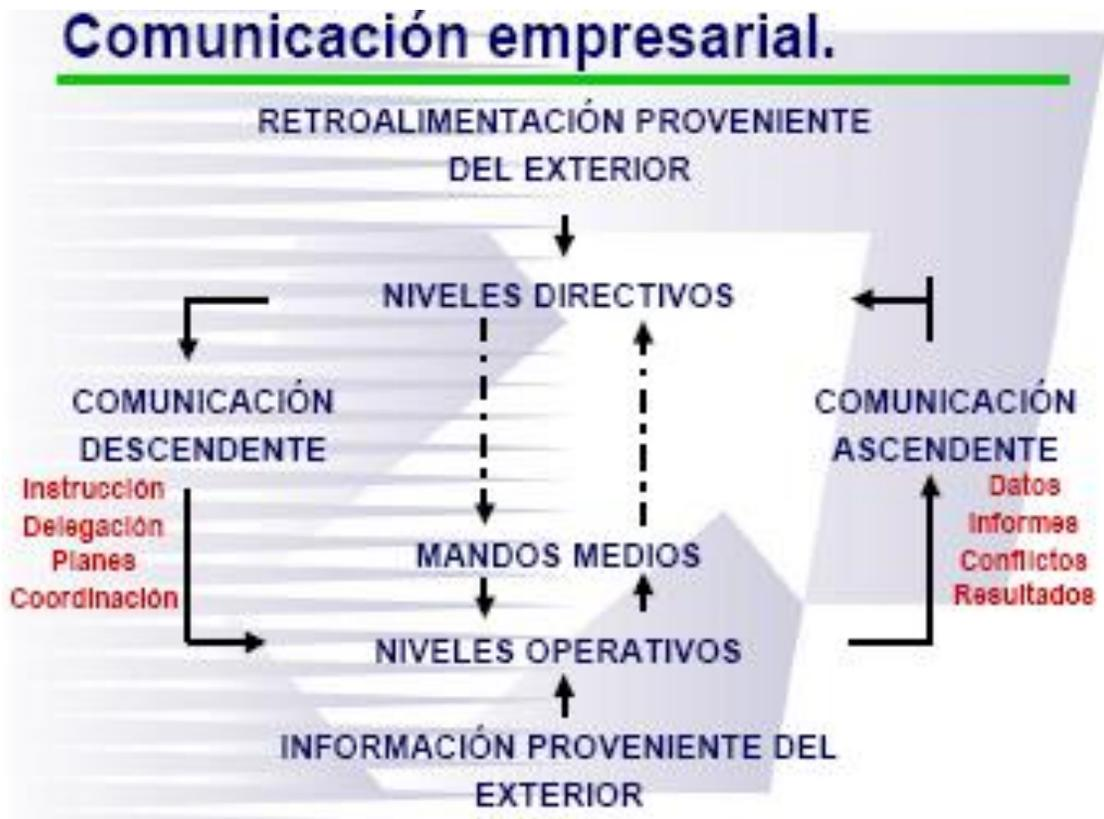 Comunicación empresarial.
RETROALIMENTACIÓN PROVENIENTE
DEL EXTERIOR
NIVELES DIRECTIVOS
COMUNICACIÓN
DESCENDENTE
Instrucción
Delegación
Planes
Coordinación
COMUNICACIÓN
ASCENDENTE
Datos
Informes
Conflictos
Resultados
MANDOS MEDIOS
NIVELES OPERATIVOS
INFORMACIÓN PROVENIENTE DEL
EXTERIOR